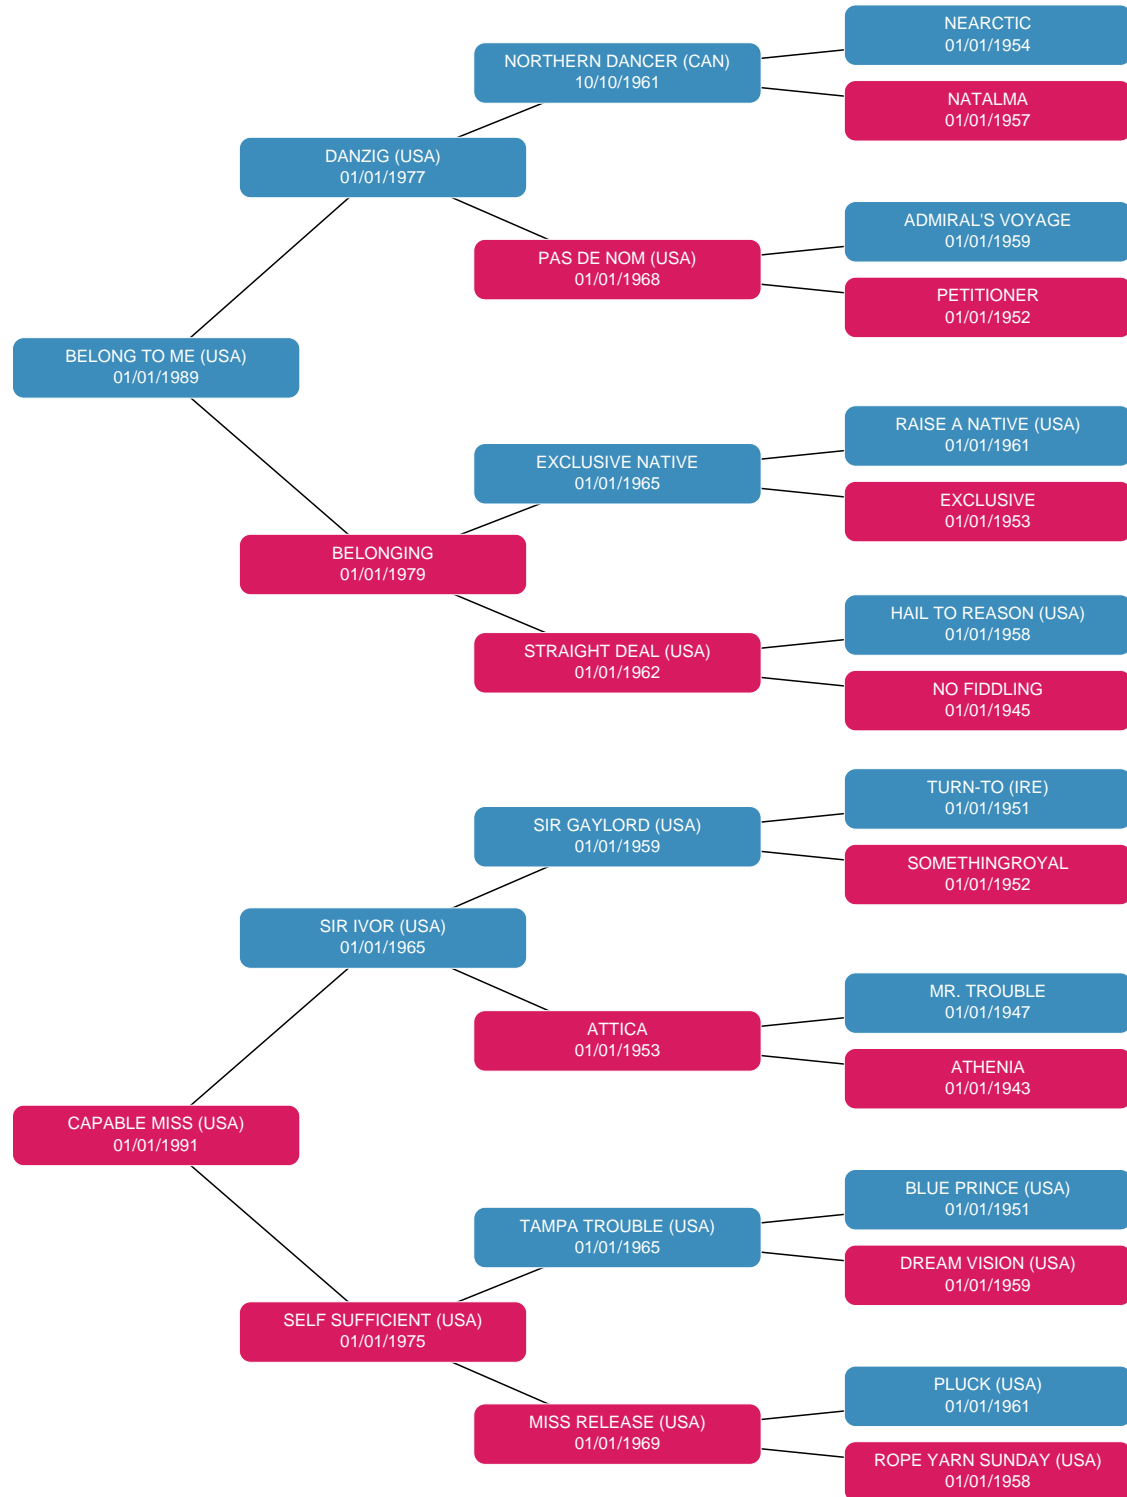 NEARCTIC
01/01/1954
NORTHERN DANCER (CAN)
10/10/1961
NATALMA
01/01/1957
DANZIG (USA)
01/01/1977
ADMIRAL'S VOYAGE
01/01/1959
PAS DE NOM (USA)
01/01/1968
PETITIONER
01/01/1952
BELONG TO ME (USA)
01/01/1989
RAISE A NATIVE (USA)
01/01/1961
EXCLUSIVE NATIVE
01/01/1965
EXCLUSIVE
01/01/1953
BELONGING
01/01/1979
HAIL TO REASON (USA)
01/01/1958
STRAIGHT DEAL (USA)
01/01/1962
NO FIDDLING
01/01/1945
TURN-TO (IRE)
01/01/1951
SIR GAYLORD (USA)
01/01/1959
SOMETHINGROYAL
01/01/1952
SIR IVOR (USA)
01/01/1965
MR. TROUBLE
01/01/1947
ATTICA
01/01/1953
ATHENIA
01/01/1943
CAPABLE MISS (USA)
01/01/1991
BLUE PRINCE (USA)
01/01/1951
TAMPA TROUBLE (USA)
01/01/1965
DREAM VISION (USA)
01/01/1959
SELF SUFFICIENT (USA)
01/01/1975
PLUCK (USA)
01/01/1961
MISS RELEASE (USA)
01/01/1969
ROPE YARN SUNDAY (USA)
01/01/1958